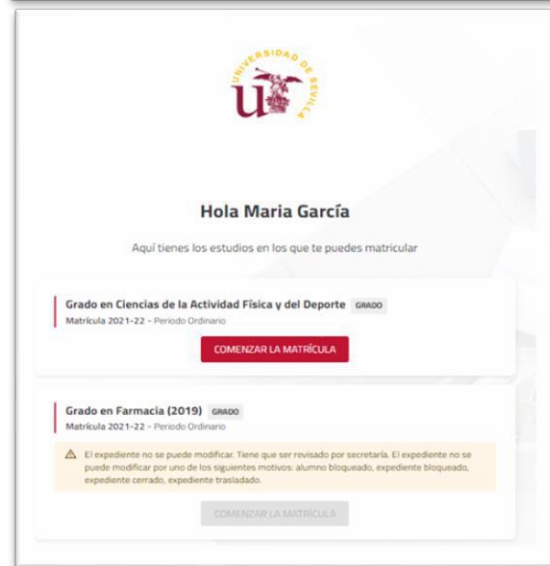 UNIVERSIDAD DE SEVILLA
Hola Maria García
Aquí tienes los estudios en los que te puedes matricular
Grado en Ciencias de la Actividad Física y del Deporte GRADO
Matrícula 2021-22 - Periodo Ordinario
COMENZAR LA MATRÍCULA
Grado en Farmacia (2019) GRADO
Matrícula 2021-22 - Periodo Ordinario
El expediente no se puede modificar. Tiene que ser revisado por secretaría. El expediente no se
puede modificar por uno de los siguientes motivos: alumno bloqueado, expediente bloqueado,
expediente cerrado, expediente trasladado.
COMENZAR LA MATRÍCULA